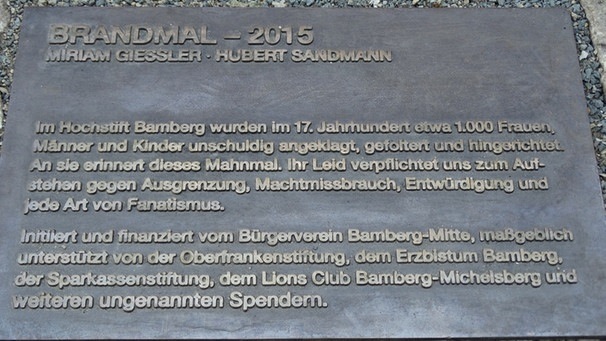 BRANDMAL – 2015
MIRIAM GIESSLER · HUBERT SANDMANN
Im Hochstift Bamberg wurden im 17. Jahrhundert etwa 1.000 Frauen,
Männer und Kinder unschuldig angeklagt, gefoltert und hingerichtet.
An sie erinnert dieses Mahnmal. Ihr Leid verpflichtet uns zum Auf-
stehen gegen Ausgrenzung, Machtmissbrauch, Entwürdigung und
jede Art von Fanatismus.
Initiiert und finanziert vom Bürgerverein Bamberg-Mitte, maßgeblich
unterstützt von der Oberfrankenstiftung, dem Erzbistum Bamberg,
der Sparkassenstiftung, dem Lions Club Bamberg-Michelsberg und
weiteren ungenannten Spendern.